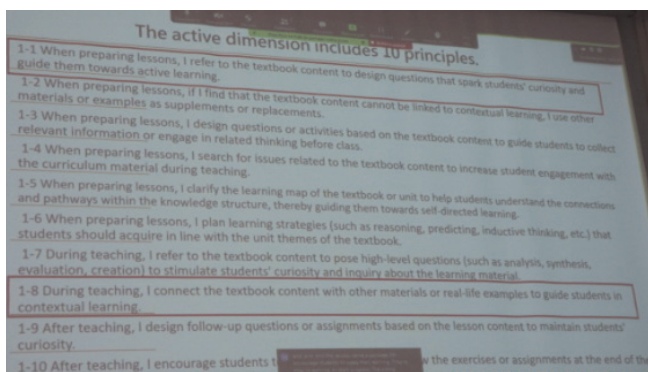 The active dimension includes 10 principles.
1-1 When preparing lessons, I refer to the textbook content to design questions that spark students' curiosity and
guide them towards active learning.
1-2 When preparing lessons, if I find that the textbook content cannot be linked to contextual learning, I use other
materials or examples as supplements or replacements.
1-3 When preparing lessons, I design questions or activities based on the textbook content to guide students to collect
relevant information or engage in related thinking before class.
1-4 When preparing lessons, I search for issues related to the textbook content to increase student engagement with
the curriculum material during teaching.
1-5 When preparing lessons, I clarify the learning map of the textbook or unit to help students understand the connections
and pathways within the knowledge structure, thereby guiding them towards self-directed learning.
1-6 When preparing lessons, I plan learning strategies (such as reasoning, predicting, inductive thinking, etc.) that
students should acquire in line with the unit themes of the textbook.
1-7 During teaching, I refer to the textbook content to pose high-level questions (such as analysis, synthesis,
evaluation, creation) to stimulate students' curiosity and inquiry about the learning material.
1-8 During teaching, I connect the textbook content with other materials or real-life examples to guide students in
contextual learning.
1-9 After teaching, I design follow-up questions or assignments based on the lesson content to maintain students'
curiosity.
1-10 After teaching, I encourage students the exercises or assignments at the end of the